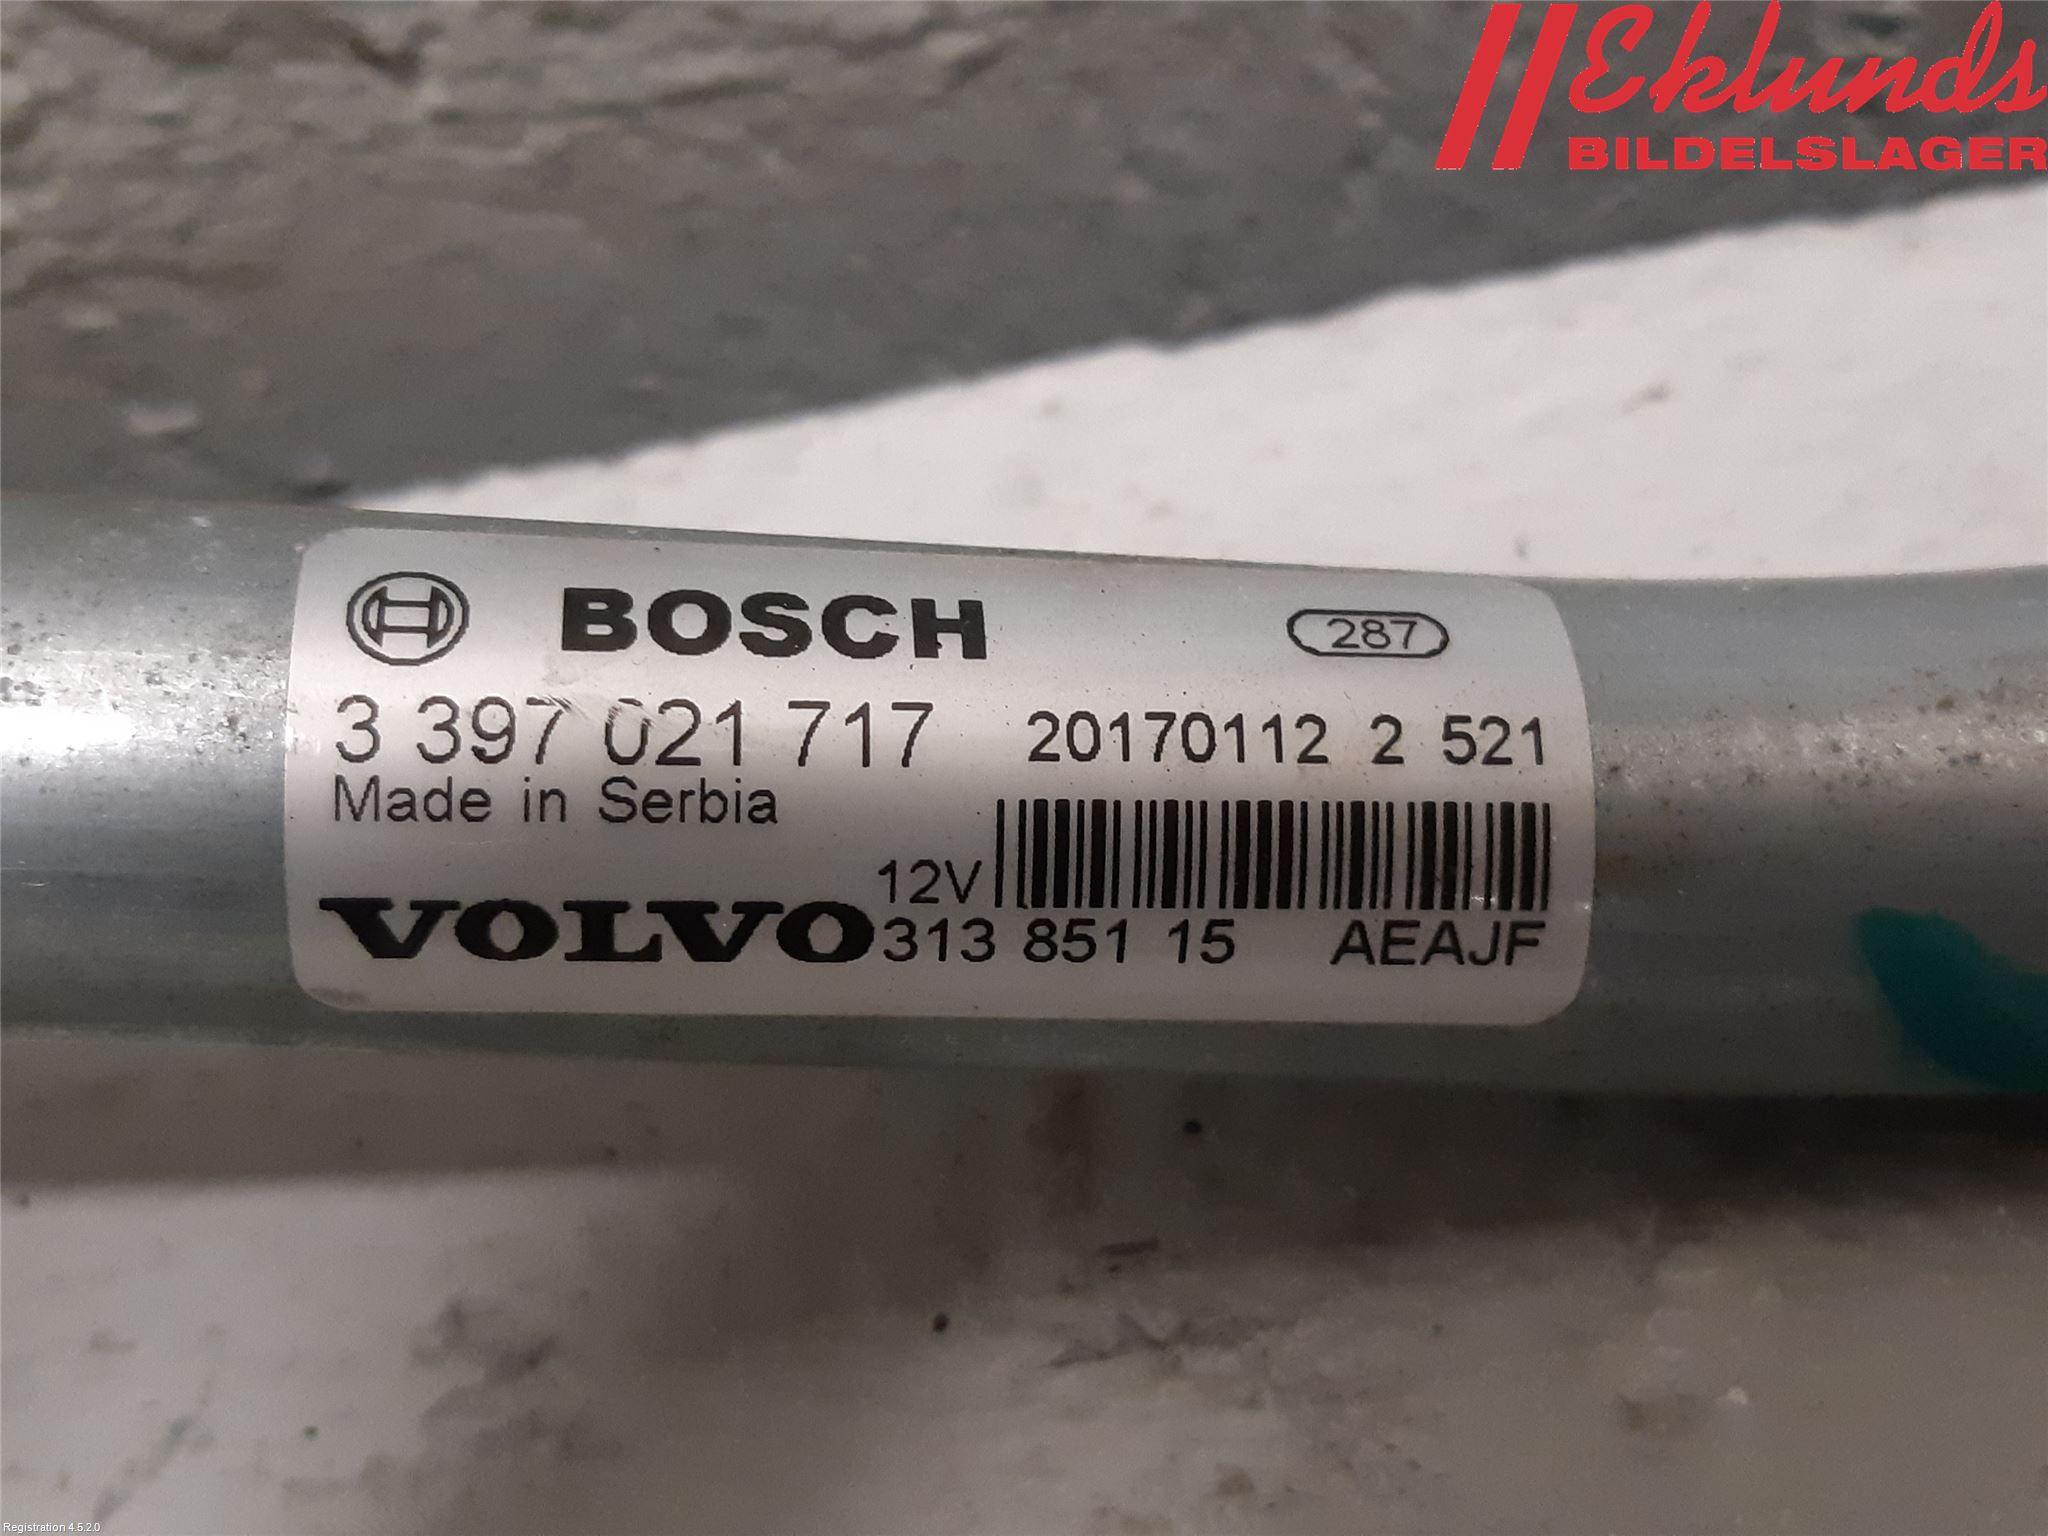 Eklunds
BILDELSLAGER
BOSCH 287
3 397 021 717 20170112 2 521
Made in Serbia
12V
VOLVO 313 851 15 AEAJF
Registration 4.5.2.0